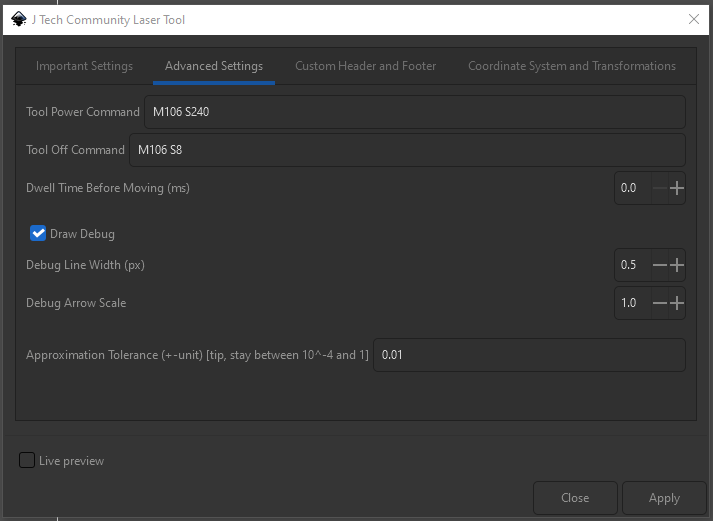 J Tech Community Laser Tool
Important Settings Advanced Settings Custom Header and Footer Coordinate System and Transformations
Tool Power Command M106 S240
Tool Off Command M106 S8
Dwell Time Before Moving (ms) 0.0
Draw Debug
Debug Line Width (px) 0.5
Debug Arrow Scale 1.0
Approximation Tolerance (+-unit) [tip, stay between 10^-4 and 1] 0.01
Live preview
Close Apply